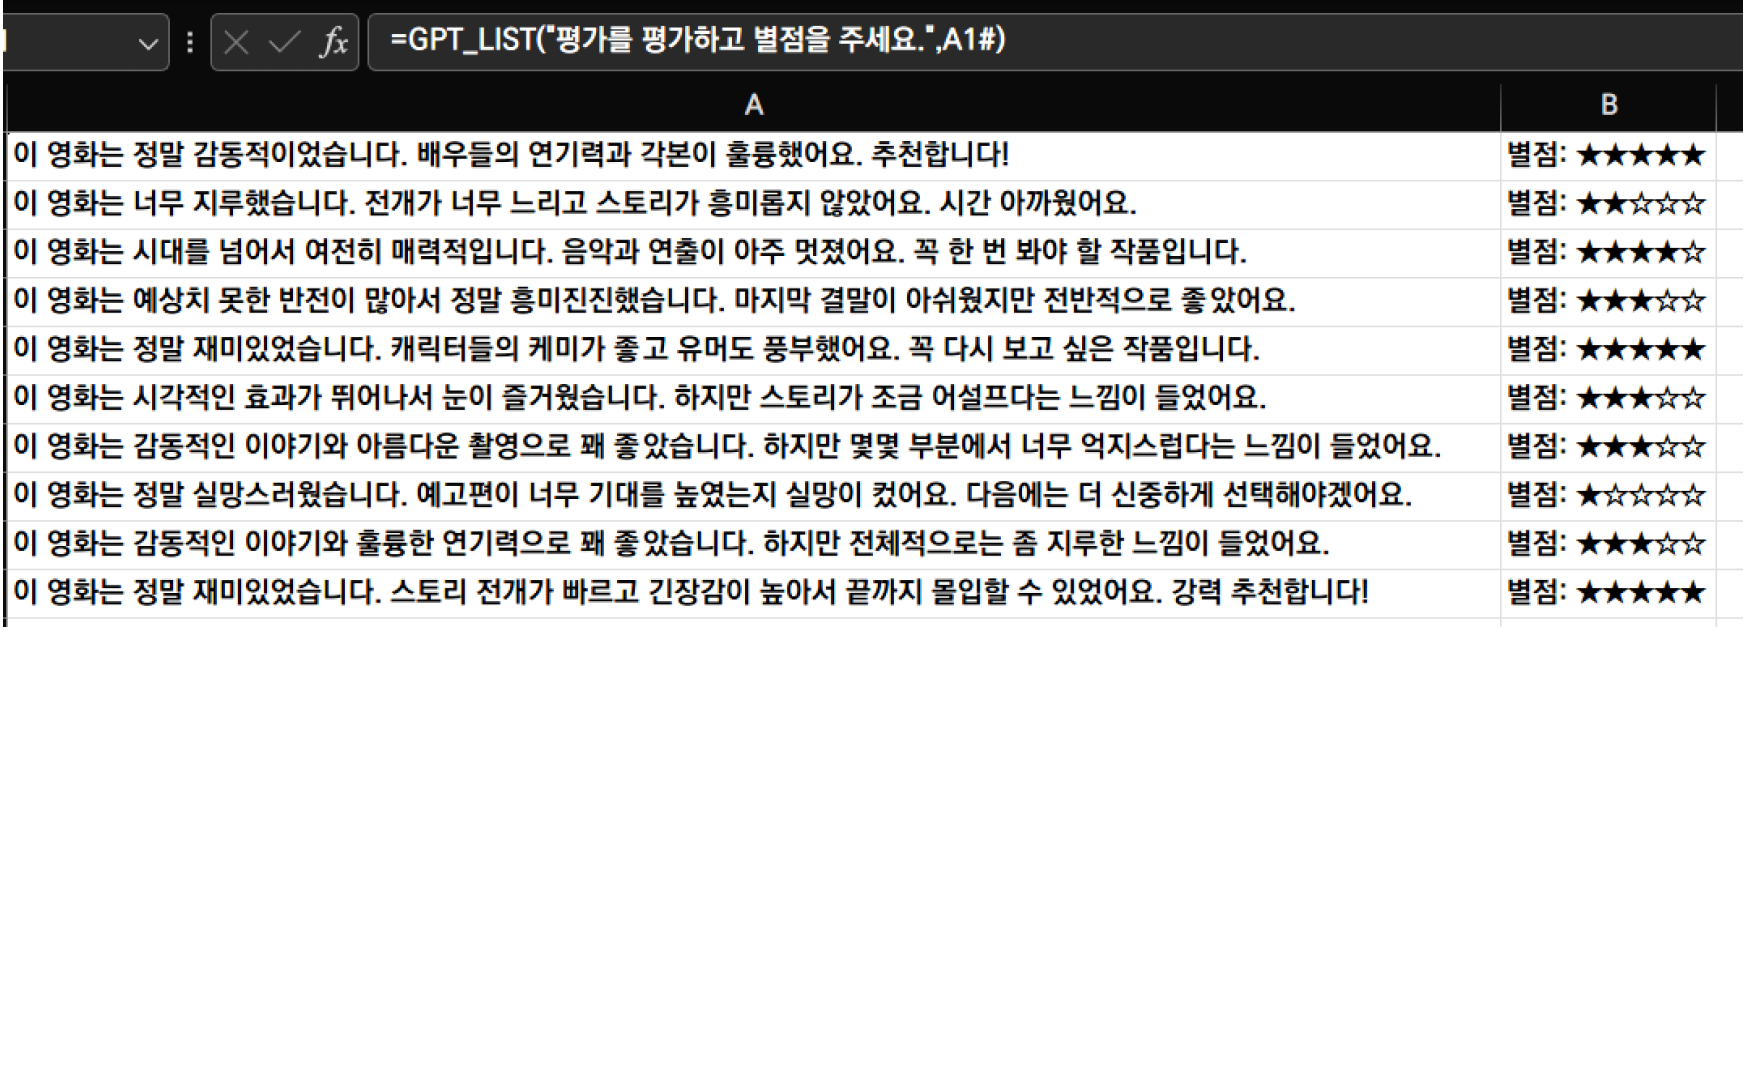 fx =GPT_LIST("평가를 평가하고 별점을 주세요.",A1#)
A B
이 영화는 정말 감동적이었습니다. 배우들의 연기력과 각본이 훌륭했어요. 추천합니다! 별점: ★★★★★
이 영화는 너무 지루했습니다. 전개가 너무 느리고 스토리가 흥미롭지 않았어요. 시간 아까웠어요. 별점: ★★☆☆☆
이 영화는 시대를 넘어서 여전히 매력적입니다. 음악과 연출이 아주 멋졌어요. 꼭 한 번 봐야 할 작품입니다. 별점: ★★★★☆
이 영화는 예상치 못한 반전이 많아서 정말 흥미진진했습니다. 마지막 결말이 아쉬웠지만 전반적으로 좋았어요. 별점: ★★★☆☆
이 영화는 정말 재미있었습니다. 캐릭터들의 케미가 좋고 유머도 풍부했어요. 꼭 다시 보고 싶은 작품입니다. 별점: ★★★★★
이 영화는 시각적인 효과가 뛰어나서 눈이 즐거웠습니다. 하지만 스토리가 조금 어설프다는 느낌이 들었어요. 별점: ★★★☆☆
이 영화는 감동적인 이야기와 아름다운 촬영으로 꽤 좋았습니다. 하지만 몇몇 부분에서 너무 억지스럽다는 느낌이 들었어요. 별점: ★★★☆☆
이 영화는 정말 실망스러웠습니다. 예고편이 너무 기대를 높였는지 실망이 컸어요. 다음에는 더 신중하게 선택해야겠어요. 별점: ★☆☆☆☆
이 영화는 감동적인 이야기와 훌륭한 연기력으로 꽤 좋았습니다. 하지만 전체적으로는 좀 지루한 느낌이 들었어요. 별점: ★★★☆☆
이 영화는 정말 재미있었습니다. 스토리 전개가 빠르고 긴장감이 높아서 끝까지 몰입할 수 있었어요. 강력 추천합니다! 별점: ★★★★★